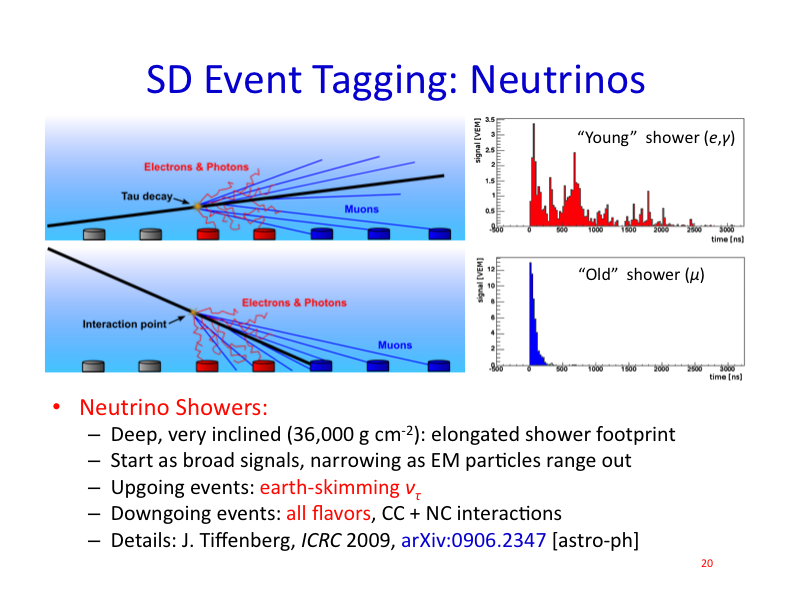 SD Event Tagging: Neutrinos
Electrons & Photons
Tau decay
Muons
signal [VEM]
3.5
3
2.5
2
1.5
1
0.5
0
-500 0 500 1000 1500 2000 2500 3000
time [ns]
“Young” shower (e,γ)
Electrons & Photons
Interaction point
Muons
signal [VEM]
12
10
8
6
4
2
0
-500 0 500 1000 1500 2000 2500 3000
time [ns]
“Old” shower (μ)
• Neutrino Showers:
– Deep, very inclined (36,000 g cm-2): elongated shower footprint
– Start as broad signals, narrowing as EM particles range out
– Upgoing events: earth-skimming ντ
– Downgoing events: all flavors, CC + NC interactions
– Details: J. Tiffenberg, ICRC 2009, arXiv:0906.2347 [astro-ph]
20